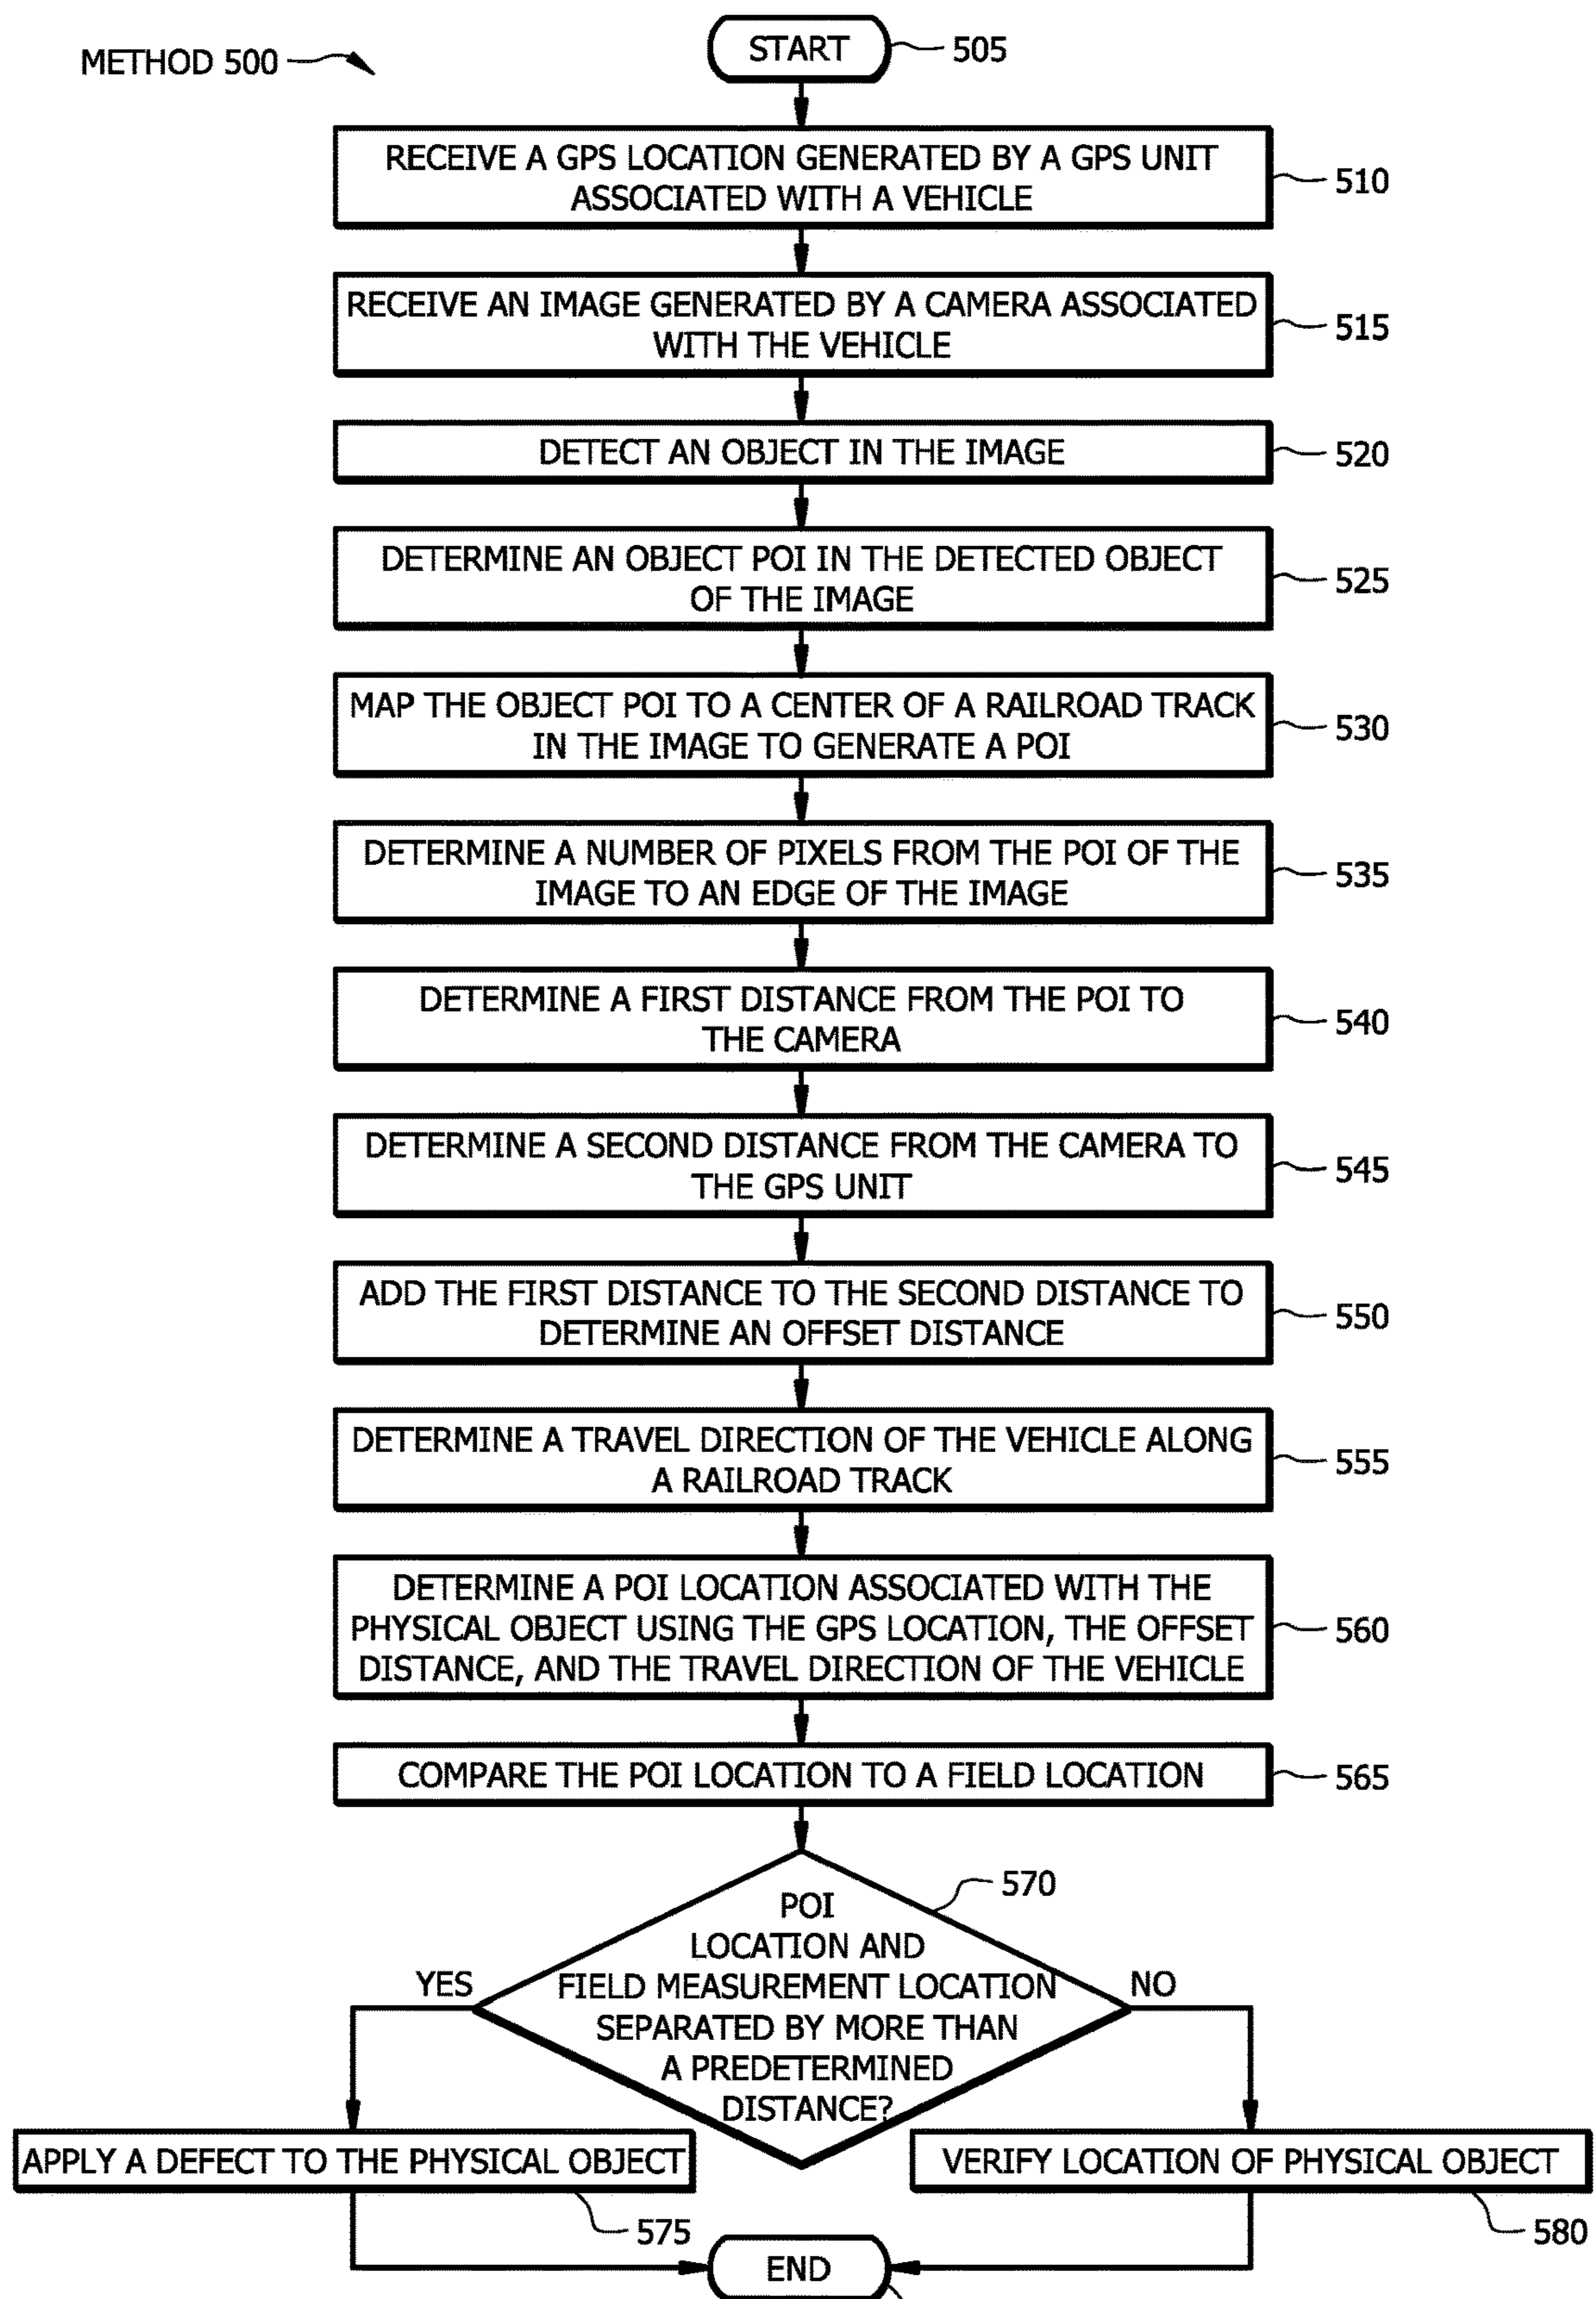 METHOD 500
START
505
RECEIVE A GPS LOCATION GENERATED BY A GPS UNIT
ASSOCIATED WITH A VEHICLE
510
RECEIVE AN IMAGE GENERATED BY A CAMERA ASSOCIATED
WITH THE VEHICLE
515
DETECT AN OBJECT IN THE IMAGE
520
DETERMINE AN OBJECT POI IN THE DETECTED OBJECT
OF THE IMAGE
525
MAP THE OBJECT POI TO A CENTER OF A RAILROAD TRACK
IN THE IMAGE TO GENERATE A POI
530
DETERMINE A NUMBER OF PIXELS FROM THE POI OF THE
IMAGE TO AN EDGE OF THE IMAGE
535
DETERMINE A FIRST DISTANCE FROM THE POI TO
THE CAMERA
540
DETERMINE A SECOND DISTANCE FROM THE CAMERA TO
THE GPS UNIT
545
ADD THE FIRST DISTANCE TO THE SECOND DISTANCE TO
DETERMINE AN OFFSET DISTANCE
550
DETERMINE A TRAVEL DIRECTION OF THE VEHICLE ALONG
A RAILROAD TRACK
555
DETERMINE A POI LOCATION ASSOCIATED WITH THE
PHYSICAL OBJECT USING THE GPS LOCATION, THE OFFSET
DISTANCE, AND THE TRAVEL DIRECTION OF THE VEHICLE
560
COMPARE THE POI LOCATION TO A FIELD LOCATION
565
570
POI
LOCATION AND
FIELD MEASUREMENT LOCATION
SEPARATED BY MORE THAN
A PREDETERMINED
DISTANCE?
YES
NO
APPLY A DEFECT TO THE PHYSICAL OBJECT
575
VERIFY LOCATION OF PHYSICAL OBJECT
580
END